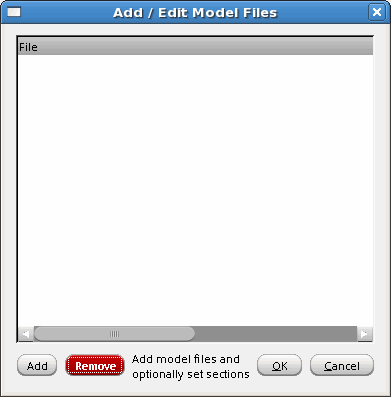 Add / Edit Model Files
File
Add
Remove
Add model files and
optionally set sections
OK
Cancel